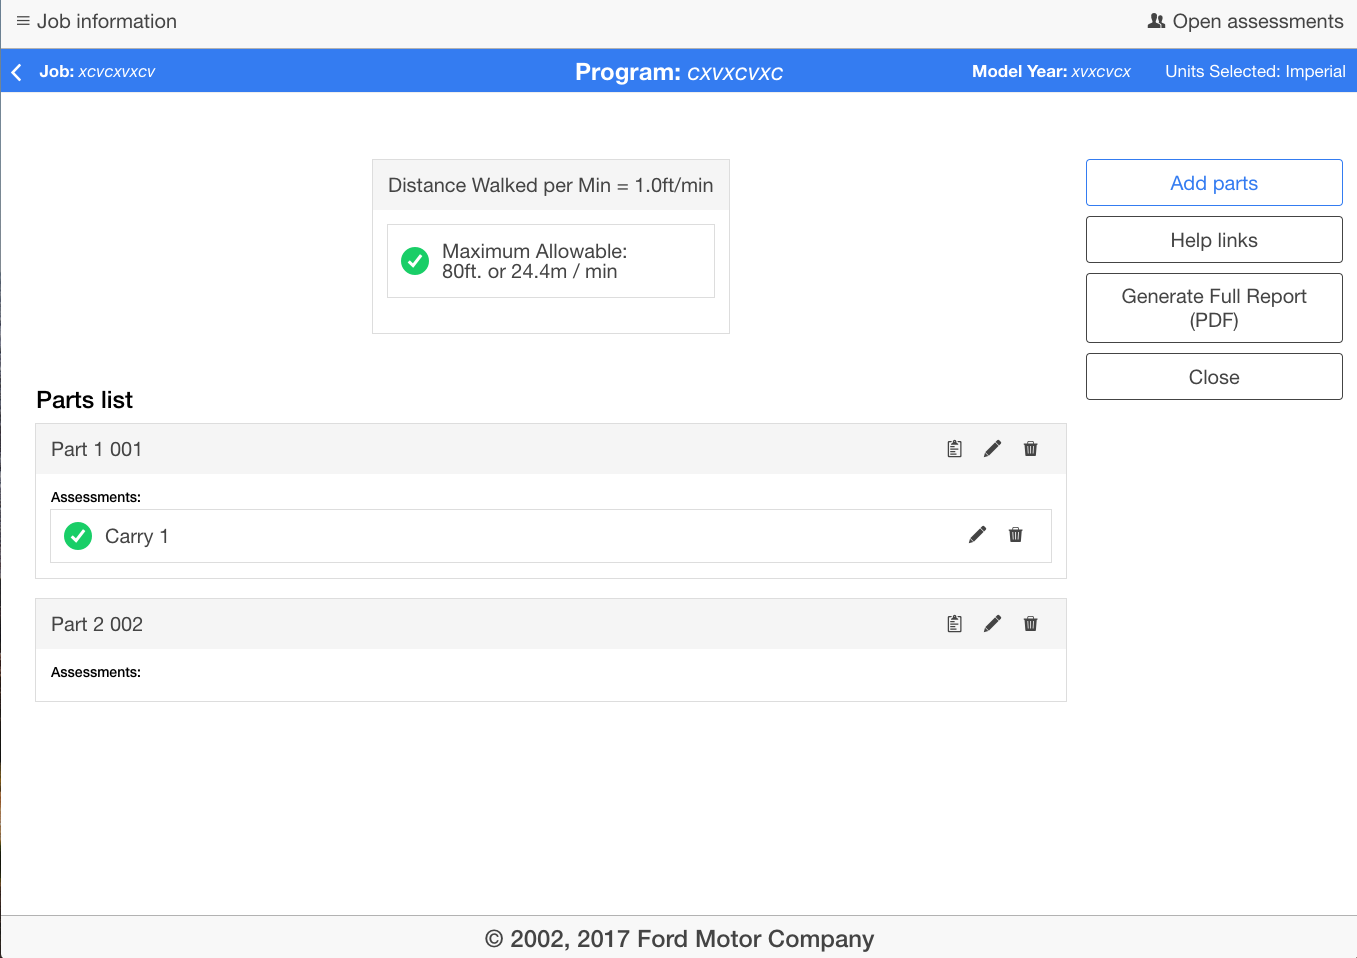 Job information
Open assessments
Job: xcvcxvxcv
Program: cxvxcvxc
Model Year: xvxcvcx
Units Selected: Imperial
Distance Walked per Min = 1.0ft/min
Maximum Allowable:
80ft. or 24.4m / min
Add parts
Help links
Generate Full Report
(PDF)
Close
Parts list
Part 1 001
Assessments:
Carry 1
Part 2 002
Assessments:
© 2002, 2017 Ford Motor Company